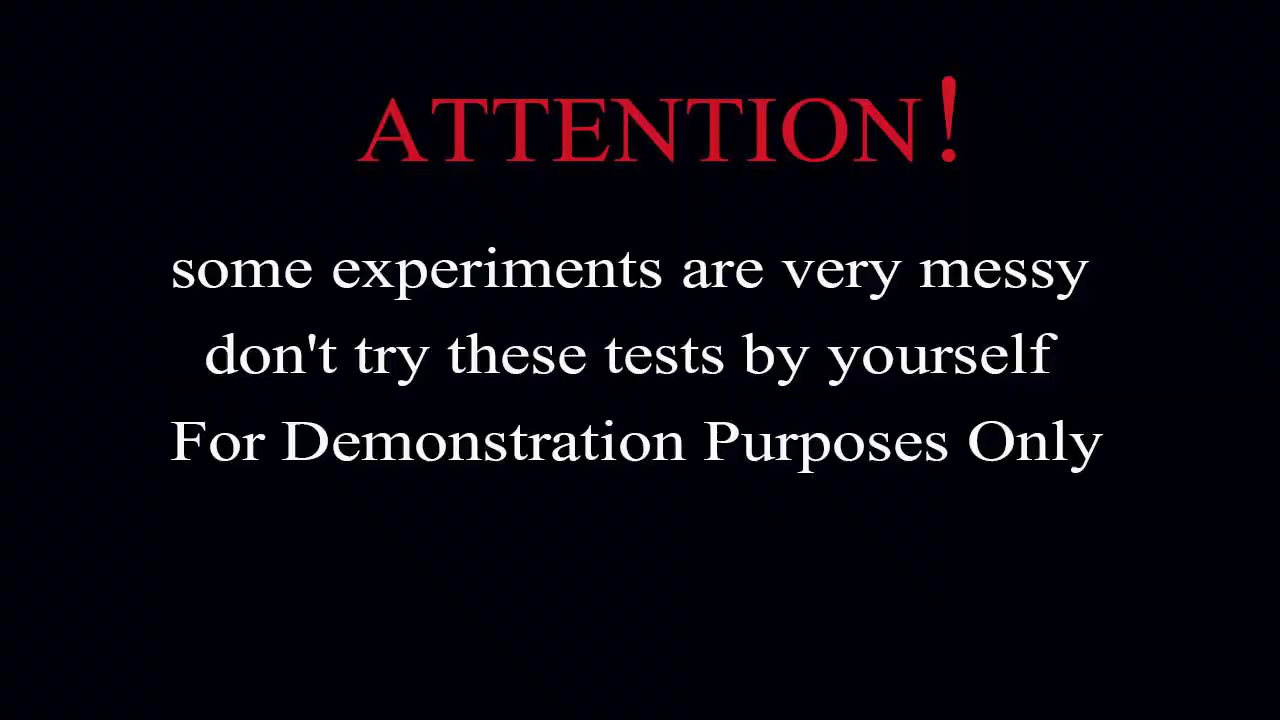 ATTENTION!
some experiments are very messy
don't try these tests by yourself
For Demonstration Purposes Only